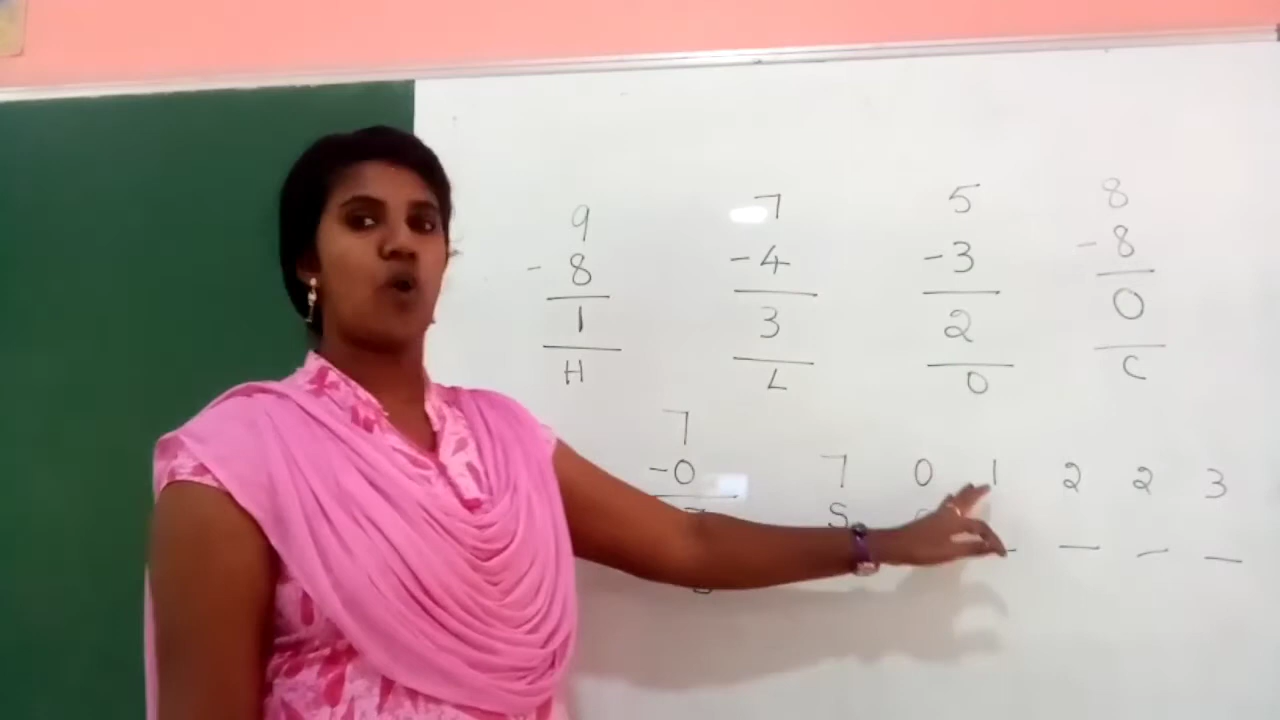 9 7 5 8
- 8 - 4 - 3 - 8
1 3 2 0
H L O C
7
- 0 7 0 1 2 2 3
S